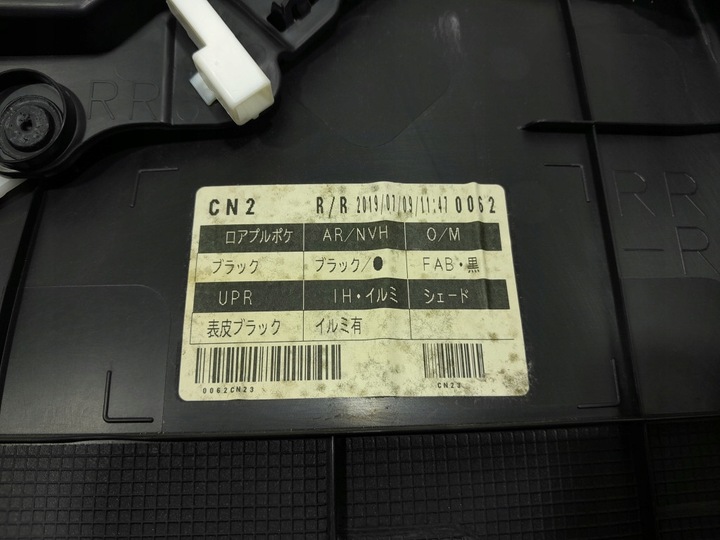 RR
CN2 R/R 2019/07/09/11:47 0062
ロアプルポケ AR/NVH O/M
ブラック ブラック/● FAB・黒
UPR IH・イルミ シェード
表皮ブラック イルミ有
0062CN23 CN23
RR
-R